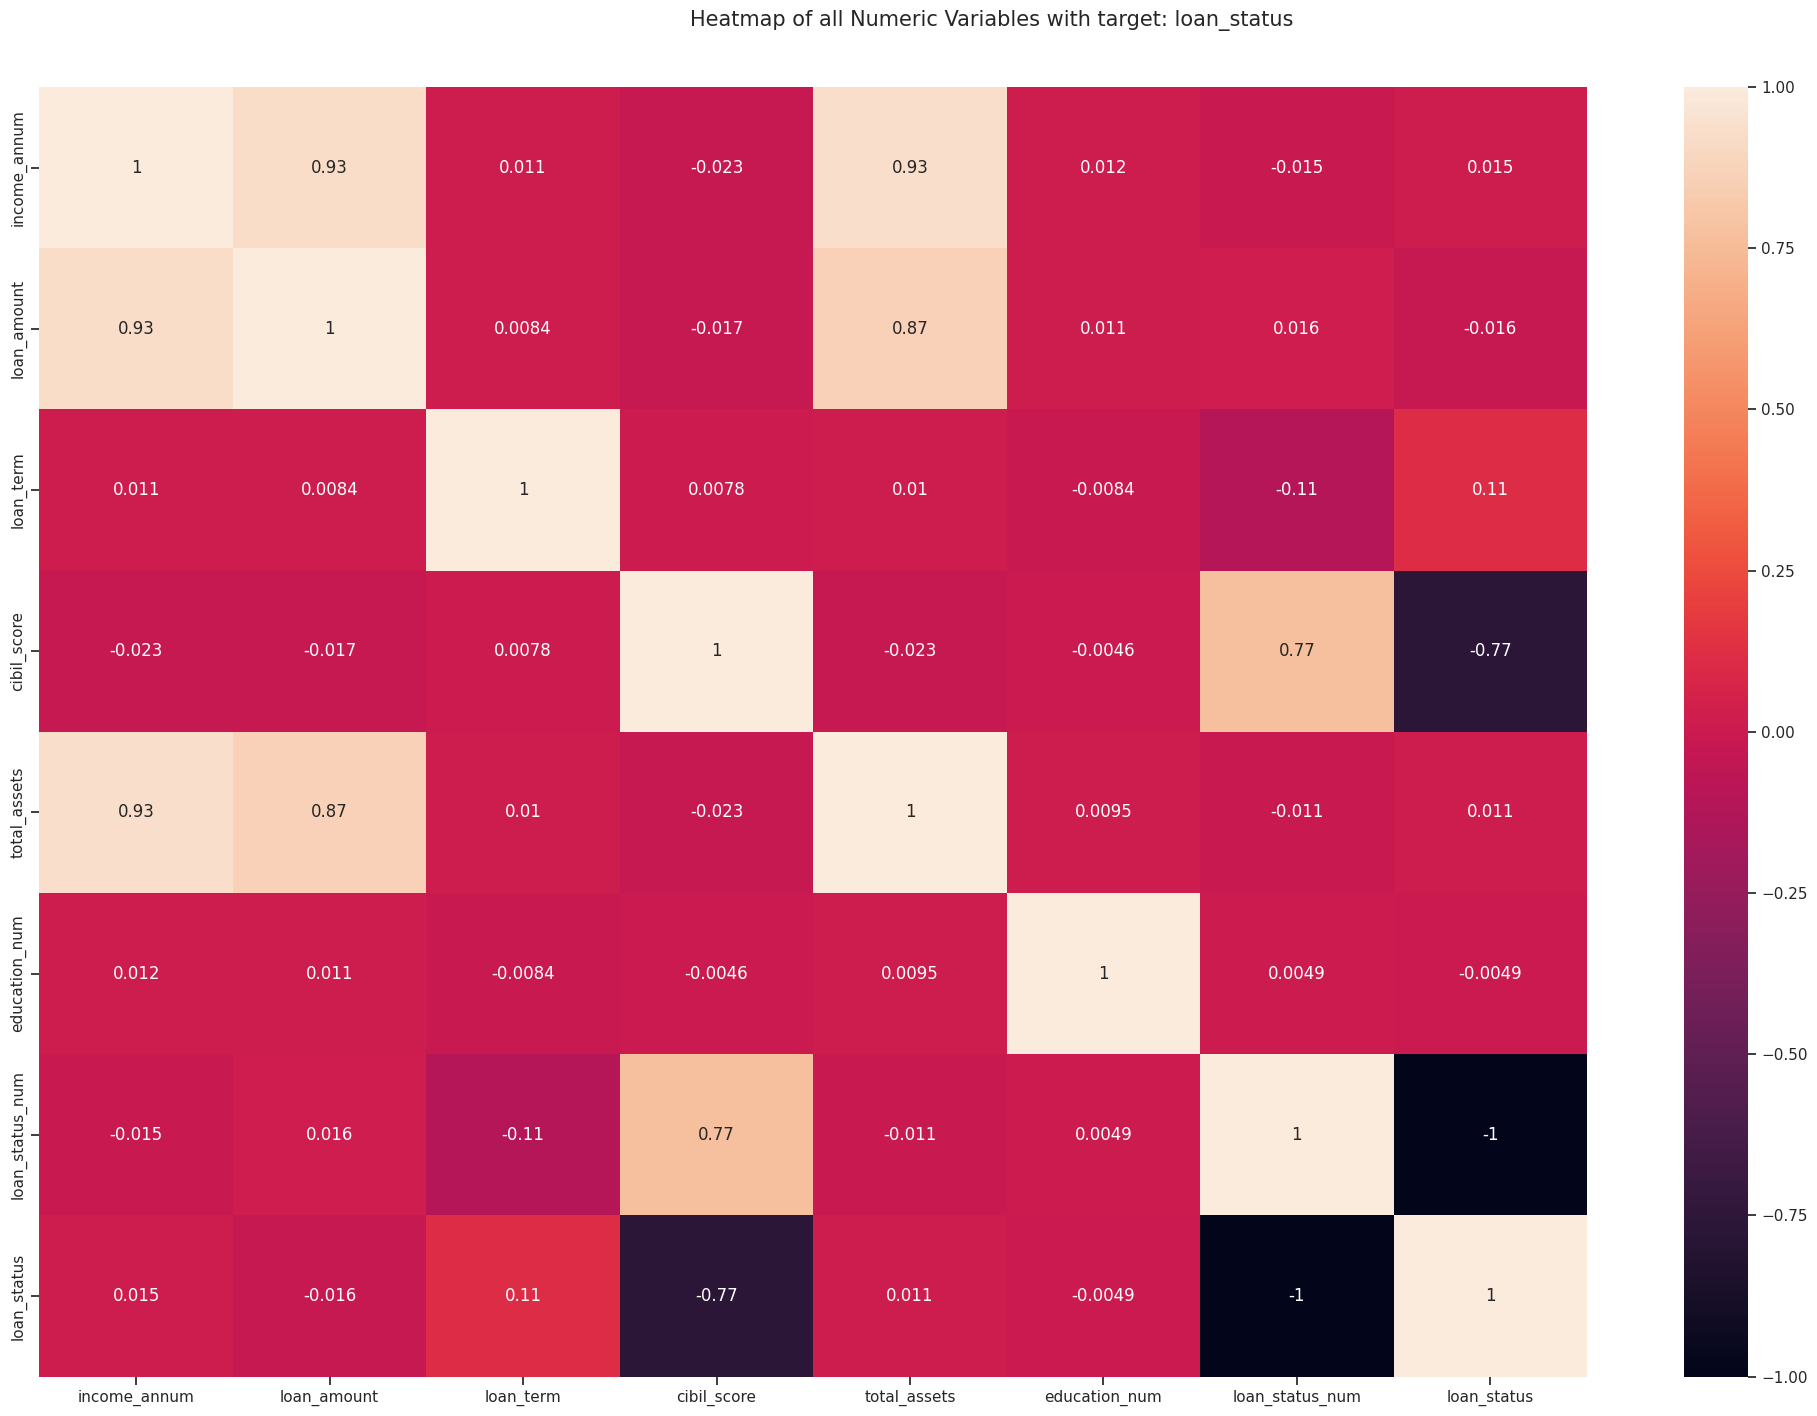 Heatmap of all Numeric Variables with target: loan_status
income_annum 1 0.93 0.011 -0.023 0.93 0.012 -0.015 0.015
loan_amount 0.93 1 0.0084 -0.017 0.87 0.011 0.016 -0.016
loan_term 0.011 0.0084 1 0.0078 0.01 -0.0084 -0.11 0.11
cibil_score -0.023 -0.017 0.0078 1 -0.023 -0.0046 0.77 -0.77
total_assets 0.93 0.87 0.01 -0.023 1 0.0095 -0.011 0.011
education_num 0.012 0.011 -0.0084 -0.0046 0.0095 1 0.0049 -0.0049
loan_status_num -0.015 0.016 -0.11 0.77 -0.011 0.0049 1 -1
loan_status 0.015 -0.016 0.11 -0.77 0.011 -0.0049 -1 1
income_annum loan_amount loan_term cibil_score total_assets education_num loan_status_num loan_status
1.00
0.75
0.50
0.25
0.00
−0.25
−0.50
−0.75
−1.00